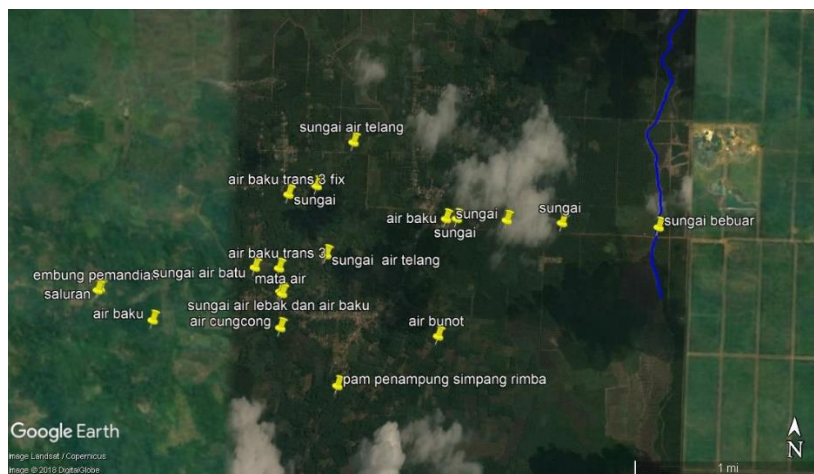 sungai air telang
air baku trans 3 fix
sungai
air baku
sungai
sungai
sungai
sungai bebuar
air baku trans 3
sungai air telang
sungai air batu
mata air
embung pemandian
saluran
sungai air lebak dan air baku
air baku
air cungcong
air bunot
pam penampung simpang rimba
Google Earth
Image Landsat / Copernicus
Image © 2018 DigitalGlobe
N
1 mi